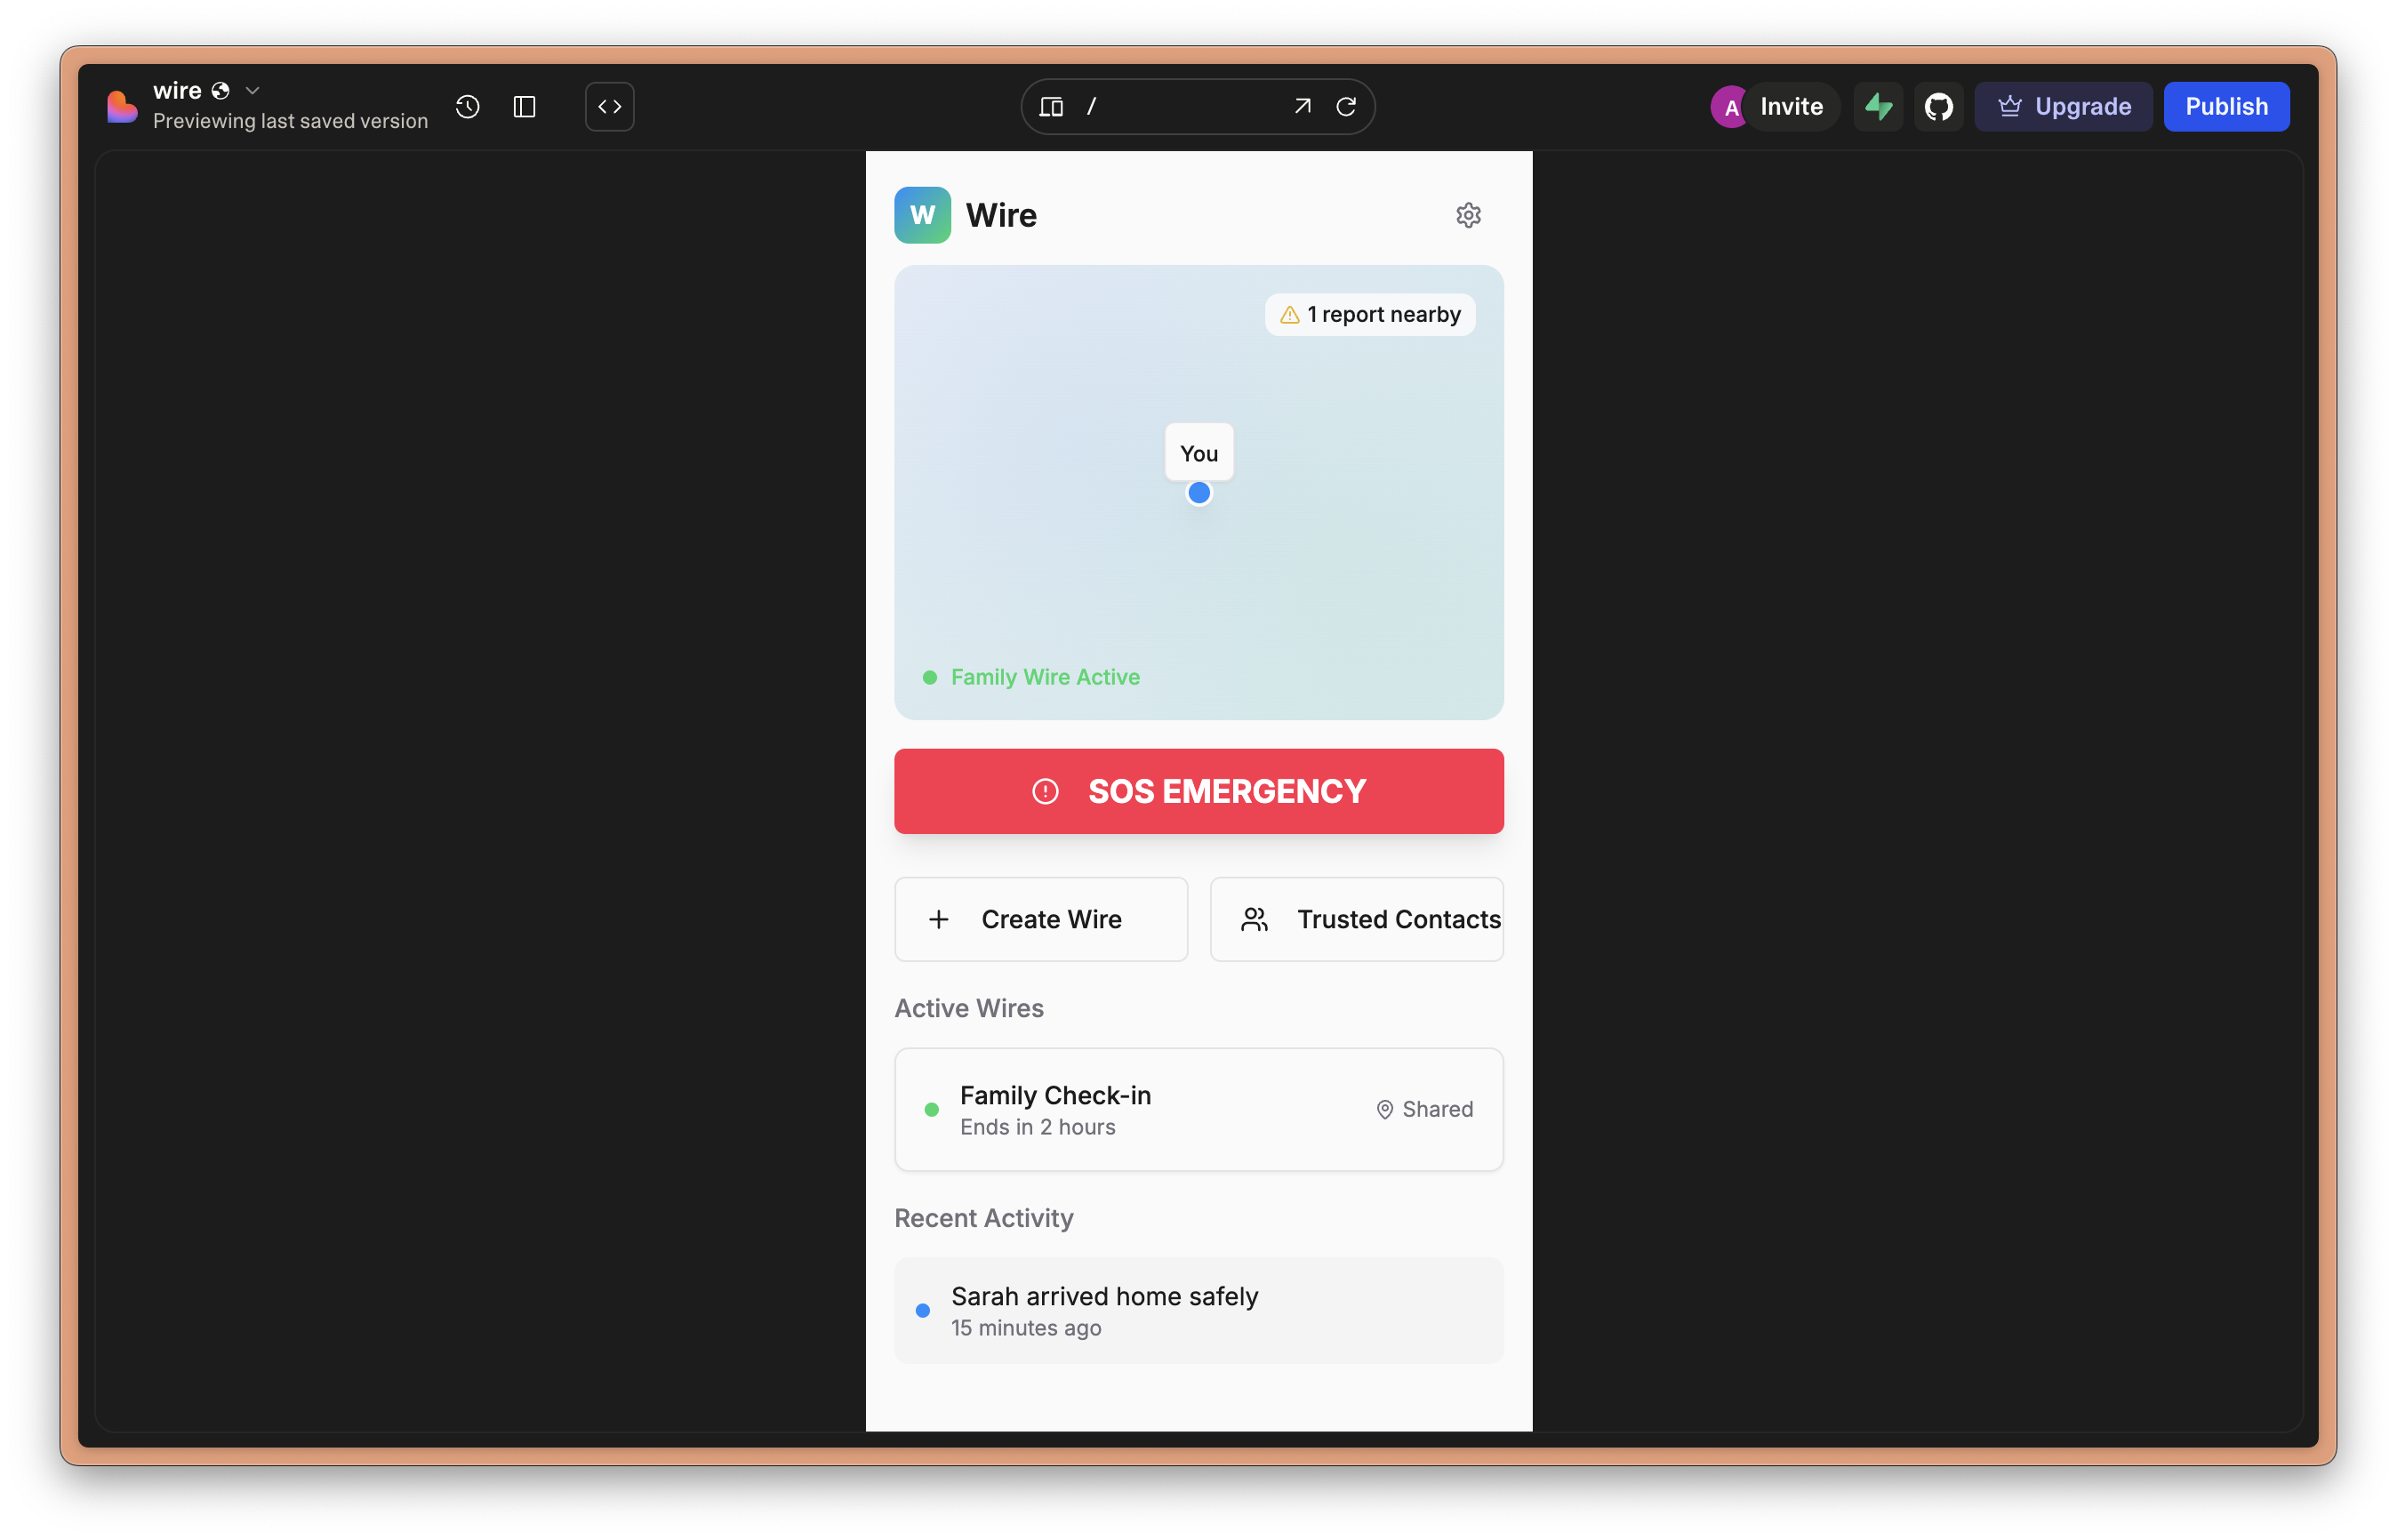 wire
Previewing last saved version
/
A
Invite
Upgrade
Publish
W
Wire
1 report nearby
You
Family Wire Active
SOS EMERGENCY
Create Wire
Trusted Contacts
Active Wires
Family Check-in
Ends in 2 hours
Shared
Recent Activity
Sarah arrived home safely
15 minutes ago